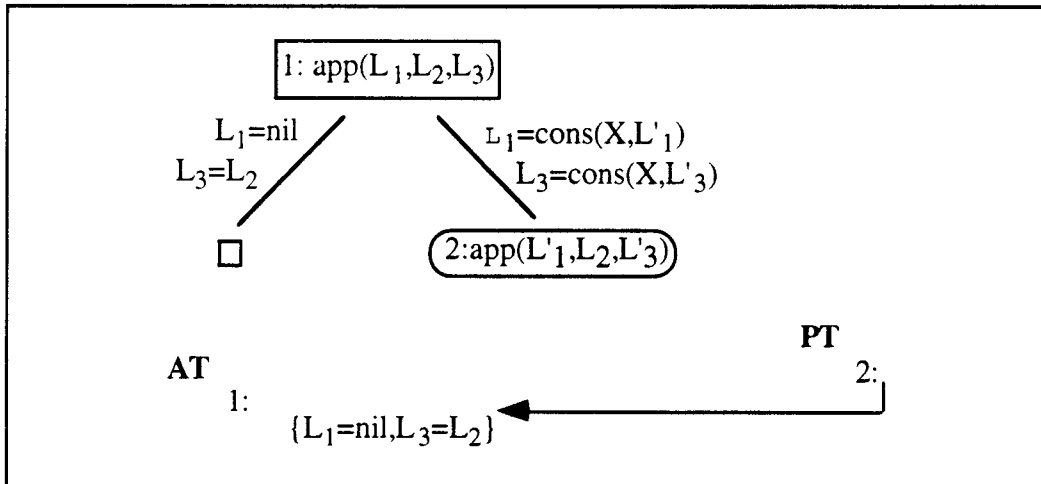 1: app(L1,L2,L3)
L1=nil
L1=cons(X,L'1)
L3=L2
L3=cons(X,L'3)
2:app(L'1,L2,L'3)
PT
AT
2:
1:
{L1=nil,L3=L2}